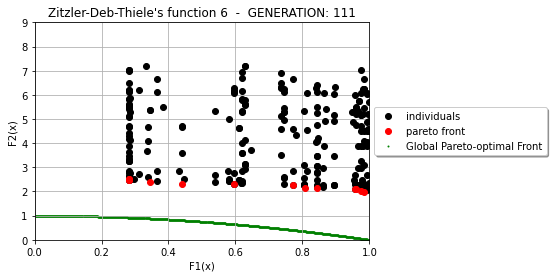 Zitzler-Deb-Thiele's function 6 - GENERATION: 111
9
8
7
6
5
4
3
2
1
0
F2(x)
0.0 0.2 0.4 0.6 0.8 1.0
F1(x)
individuals
pareto front
Global Pareto-optimal Front